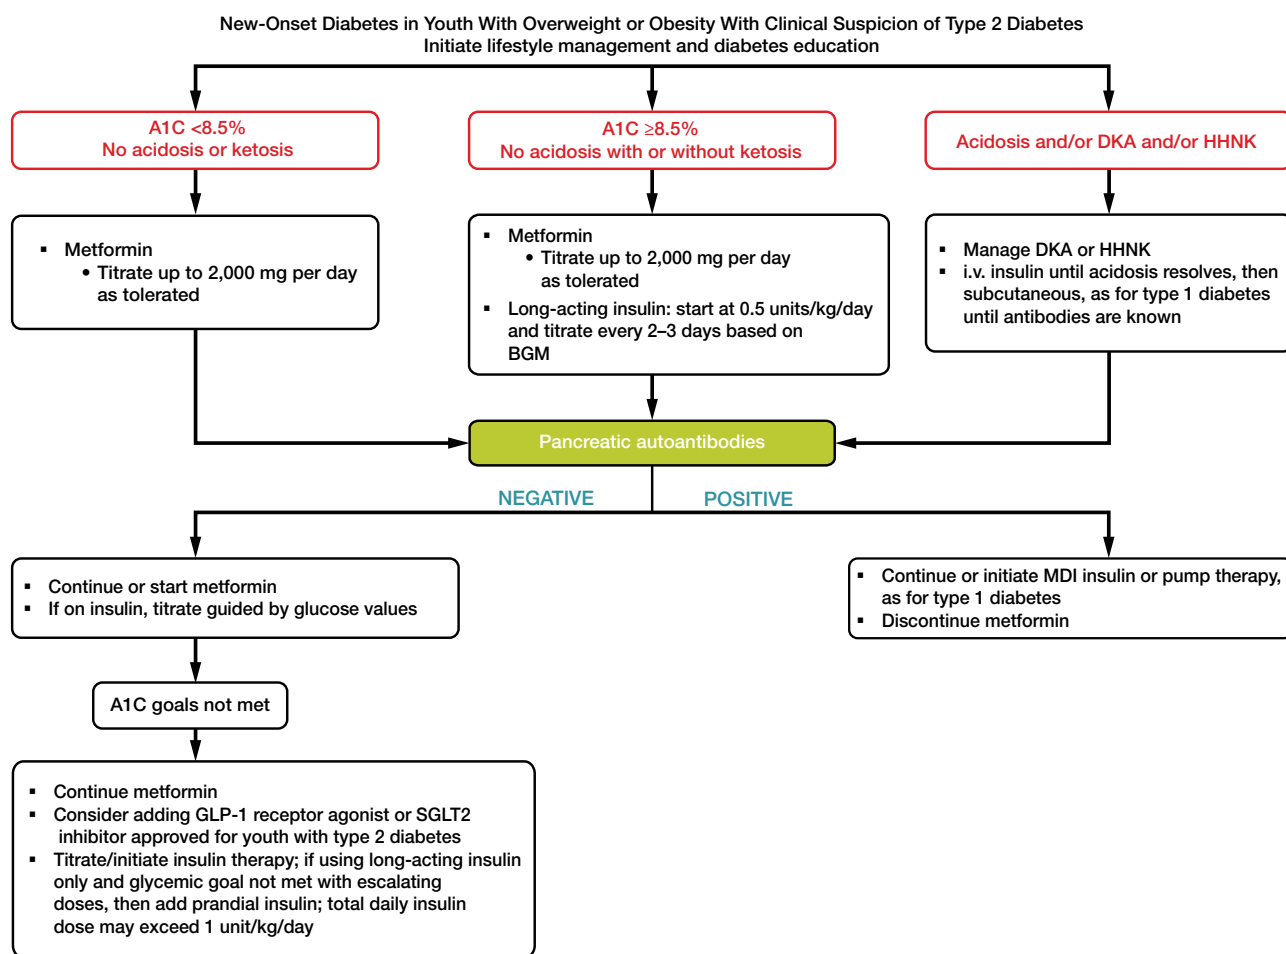 New-Onset Diabetes in Youth With Overweight or Obesity With Clinical Suspicion of Type 2 Diabetes
Initiate lifestyle management and diabetes education
A1C <8.5%
No acidosis or ketosis
A1C ≥8.5%
No acidosis with or without ketosis
Acidosis and/or DKA and/or HHNK
▪ Metformin
• Titrate up to 2,000 mg per day
as tolerated
▪ Metformin
• Titrate up to 2,000 mg per day
as tolerated
▪ Long-acting insulin: start at 0.5 units/kg/day
and titrate every 2–3 days based on
BGM
▪ Manage DKA or HHNK
▪ i.v. insulin until acidosis resolves, then
subcutaneous, as for type 1 diabetes
until antibodies are known
Pancreatic autoantibodies
NEGATIVE
POSITIVE
▪ Continue or start metformin
▪ If on insulin, titrate guided by glucose values
▪ Continue or initiate MDI insulin or pump therapy,
as for type 1 diabetes
▪ Discontinue metformin
A1C goals not met
▪ Continue metformin
▪ Consider adding GLP-1 receptor agonist or SGLT2
inhibitor approved for youth with type 2 diabetes
▪ Titrate/initiate insulin therapy; if using long-acting insulin
only and glycemic goal not met with escalating
doses, then add prandial insulin; total daily insulin
dose may exceed 1 unit/kg/day